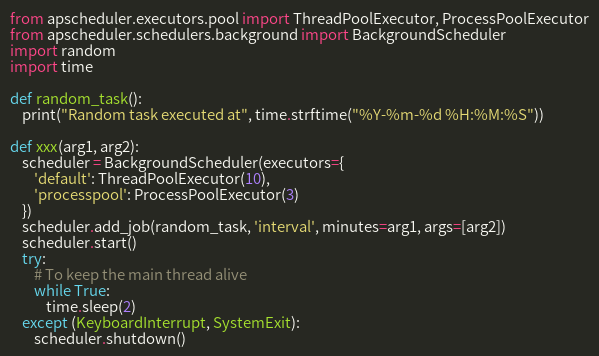 from apscheduler.executors.pool import ThreadPoolExecutor, ProcessPoolExecutor
from apscheduler.schedulers.background import BackgroundScheduler
import random
import time

def random_task():
    print("Random task executed at", time.strftime("%Y-%m-%d %H:%M:%S"))

def xxx(arg1, arg2):
    scheduler = BackgroundScheduler(executors={
        'default': ThreadPoolExecutor(10),
        'processpool': ProcessPoolExecutor(3)
    })
    scheduler.add_job(random_task, 'interval', minutes=arg1, args=[arg2])
    scheduler.start()
    try:
        # To keep the main thread alive
        while True:
            time.sleep(2)
    except (KeyboardInterrupt, SystemExit):
        scheduler.shutdown()